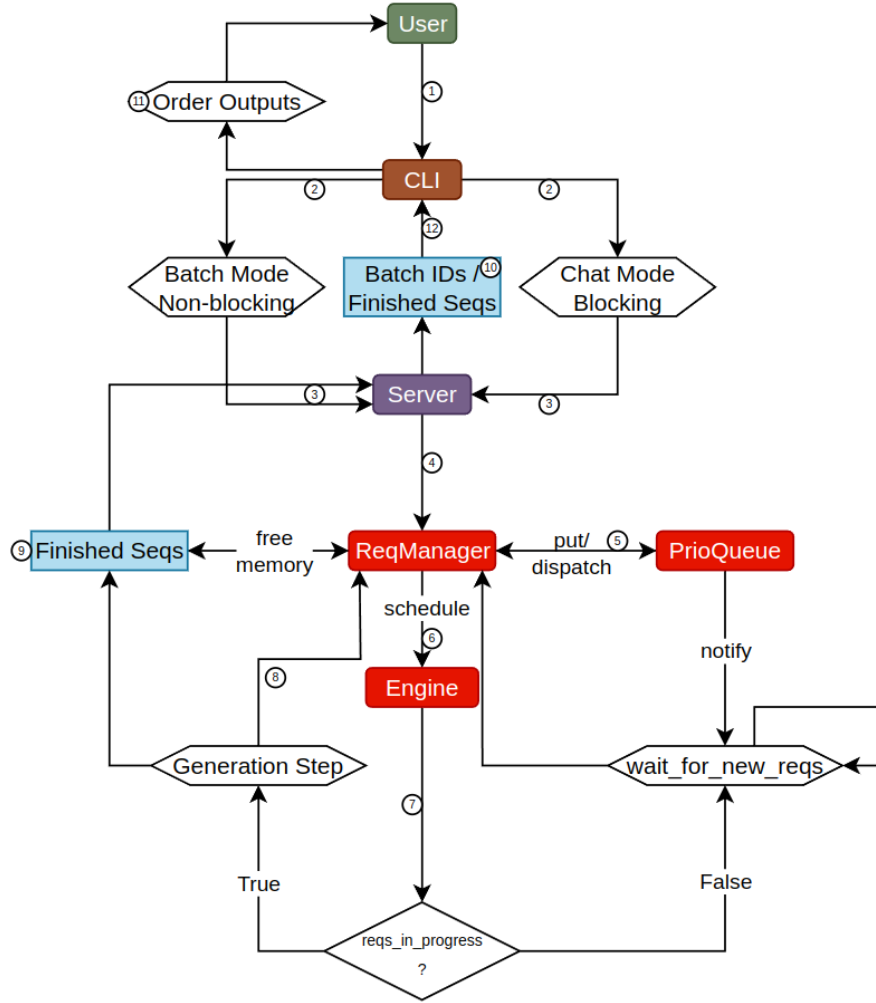 User
1
11
Order Outputs
CLI
2
2
12
Batch Mode
Non-blocking
Batch IDs /
Finished Seqs
10
Chat Mode
Blocking
Server
3
3
4
9
Finished Seqs
free
memory
ReqManager
put/
dispatch
5
PrioQueue
schedule
6
notify
8
Engine
Generation Step
wait_for_new_reqs
7
True
False
reqs_in_progress
?